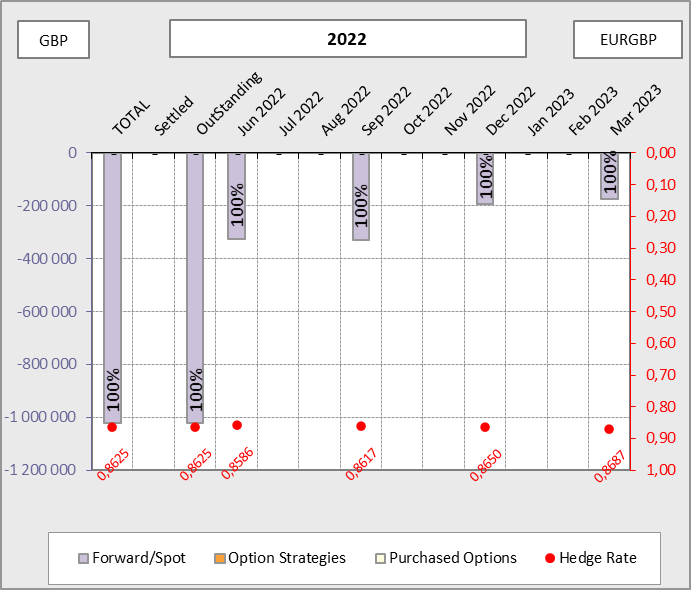 GBP
2022
EURGBP
TOTAL
Settled
OutStanding
Jun 2022
Jul 2022
Aug 2022
Sep 2022
Oct 2022
Nov 2022
Dec 2022
Jan 2023
Feb 2023
Mar 2023
0
-200 000
-400 000
-600 000
-800 000
-1 000 000
-1 200 000
0,00
0,10
0,20
0,30
0,40
0,50
0,60
0,70
0,80
0,90
1,00
100%
100%
100%
100%
100%
100%
0,8625
0,8625
0,8586
0,8617
0,8650
0,8687
Forward/Spot
Option Strategies
Purchased Options
Hedge Rate